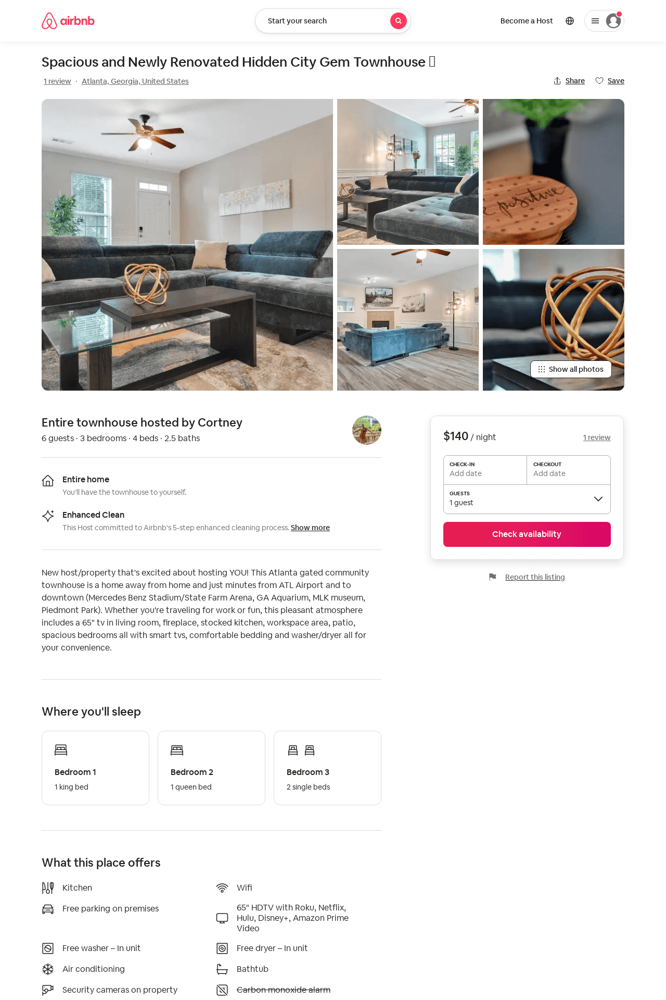 airbnb
Start your search
Become a Host
Spacious and Newly Renovated Hidden City Gem Townhouse
1 review · Atlanta, Georgia, United States
Share
Save
positive
Show all photos
Entire townhouse hosted by Cortney
6 guests · 3 bedrooms · 4 beds · 2.5 baths
Entire home
You'll have the townhouse to yourself.
Enhanced Clean
This Host committed to Airbnb's 5-step enhanced cleaning process. Show more
$140 / night
1 review
CHECK-IN
Add date
CHECKOUT
Add date
GUESTS
1 guest
Check availability
Report this listing
New host/property that's excited about hosting YOU! This Atlanta gated community
townhouse is a home away from home and just minutes from ATL Airport and to
downtown (Mercedes Benz Stadium/State Farm Arena, GA Aquarium, MLK museum,
Piedmont Park). Whether you're traveling for work or fun, this pleasant atmosphere
includes a 65" tv in living room, fireplace, stocked kitchen, workspace area, patio,
spacious bedrooms all with smart tvs, comfortable bedding and washer/dryer all for
your convenience.
Where you'll sleep
Bedroom 1
1 king bed
Bedroom 2
1 queen bed
Bedroom 3
2 single beds
What this place offers
Kitchen
Wifi
Free parking on premises
65" HDTV with Roku, Netflix,
Hulu, Disney+, Amazon Prime
Video
Free washer – In unit
Free dryer – In unit
Air conditioning
Bathtub
Security cameras on property
Carbon monoxide alarm